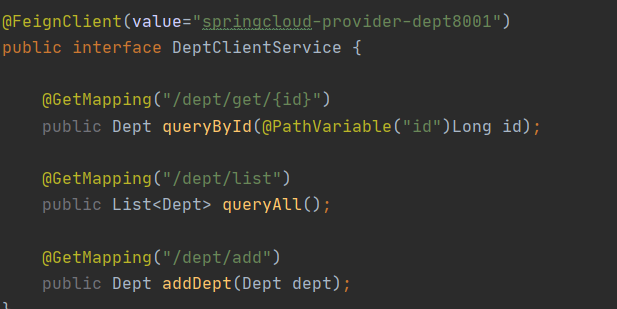 @FeignClient(value="springcloud-provider-dept8001")
public interface DeptClientService {
@GetMapping("/dept/get/{id}")
public Dept queryById(@PathVariable("id")Long id);
@GetMapping("/dept/list")
public List<Dept> queryAll();
@GetMapping("/dept/add")
public Dept addDept(Dept dept);
}